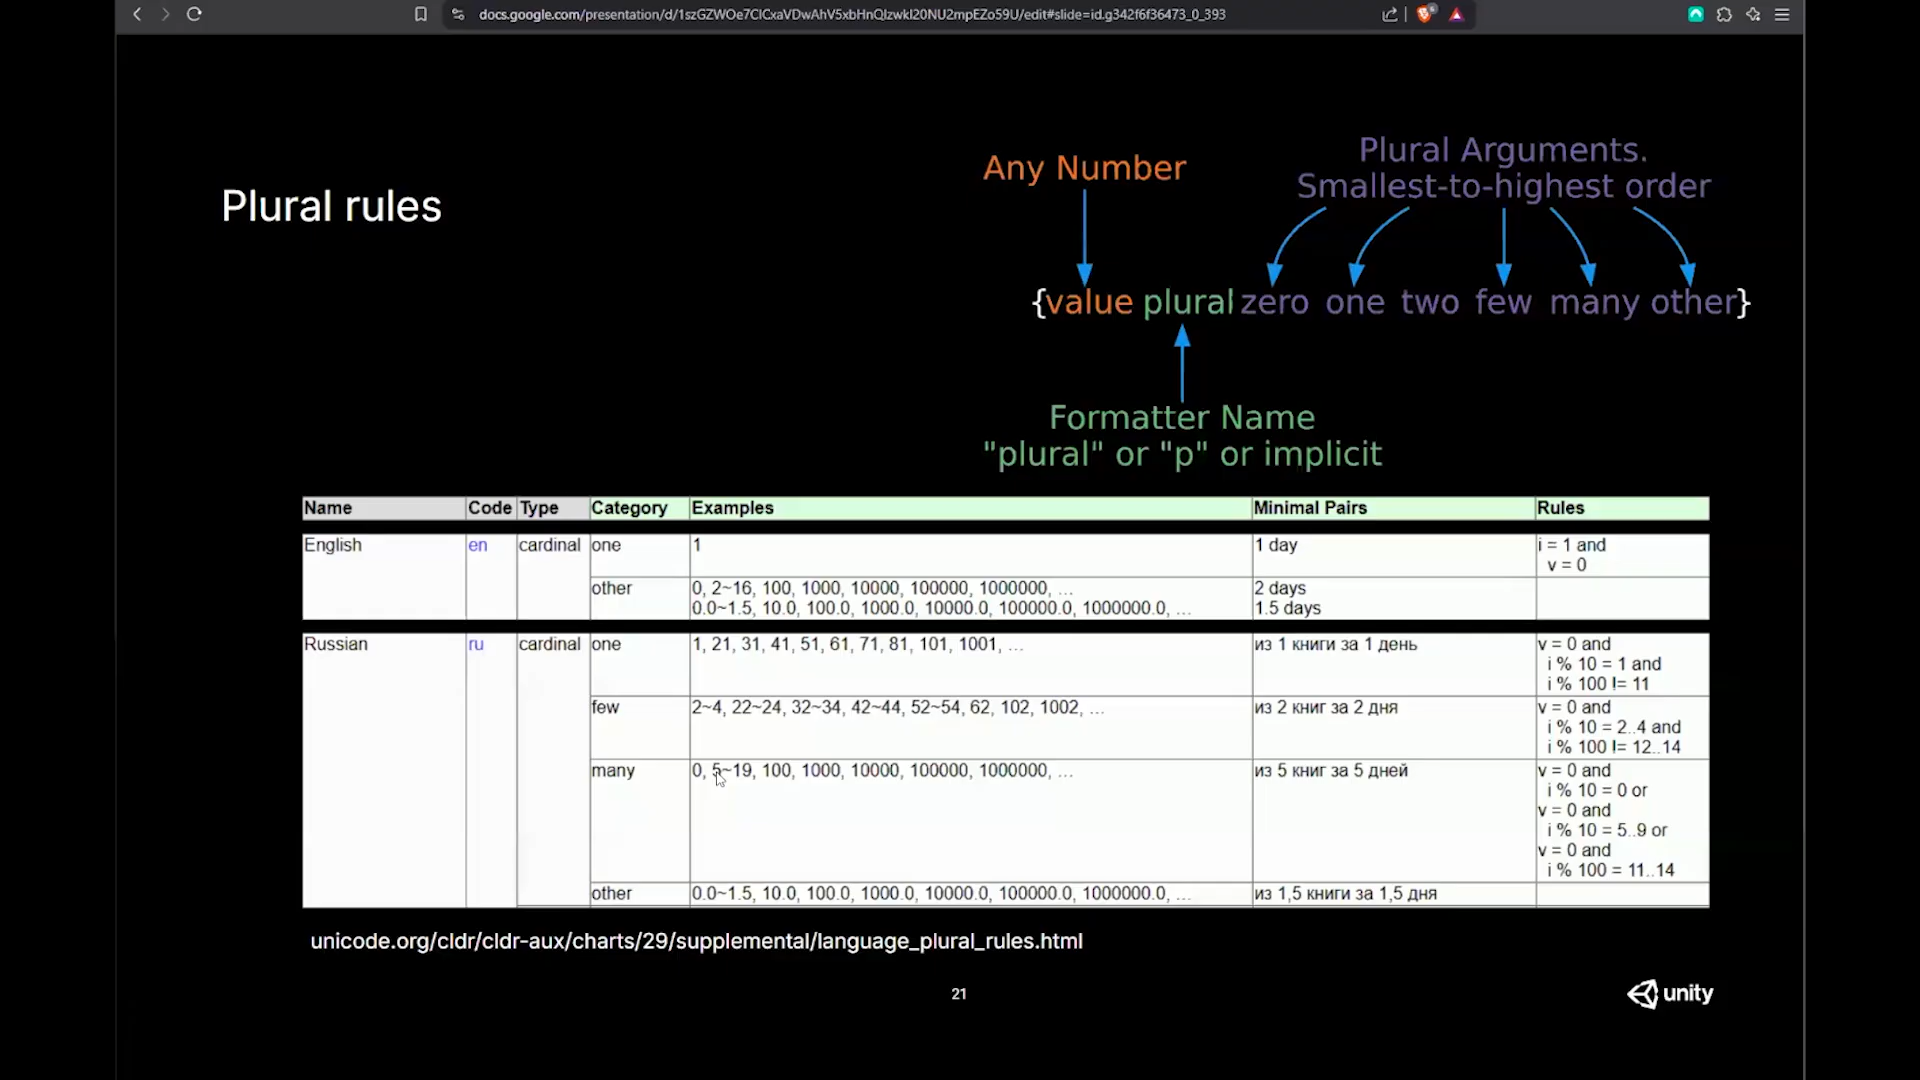 docs.google.com/presentation/d/1szGZWOe7ClCxaVDwAhV5xbHnQlzwkl20NU2mpEZo59U/edit#slide=id.g342f6f36473_0_393
Plural rules
Any Number
Plural Arguments.
Smallest-to-highest order
{value plural zero one two few many other}
Formatter Name
"plural" or "p" or implicit
Name Code Type Category Examples Minimal Pairs Rules
English en cardinal one 1 1 day i = 1 and
v = 0
other 0, 2~16, 100, 1000, 10000, 100000, 1000000, … 2 days
0.0~1.5, 10.0, 100.0, 1000.0, 10000.0, 100000.0, 1000000.0, … 1.5 days
Russian ru cardinal one 1, 21, 31, 41, 51, 61, 71, 81, 101, 1001, … из 1 книги за 1 день v = 0 and
i % 10 = 1 and
i % 100 != 11
few 2~4, 22~24, 32~34, 42~44, 52~54, 62, 102, 1002, … из 2 книг за 2 дня v = 0 and
i % 10 = 2..4 and
i % 100 != 12..14
many 0, 5~19, 100, 1000, 10000, 100000, 1000000, … из 5 книг за 5 дней v = 0 and
i % 10 = 0 or
v = 0 and
i % 10 = 5..9 or
v = 0 and
i % 100 = 11..14
other 0.0~1.5, 10.0, 100.0, 1000.0, 10000.0, 100000.0, 1000000.0, … из 1,5 книги за 1,5 дня
unicode.org/cldr/cldr-aux/charts/29/supplemental/language_plural_rules.html
21
unity